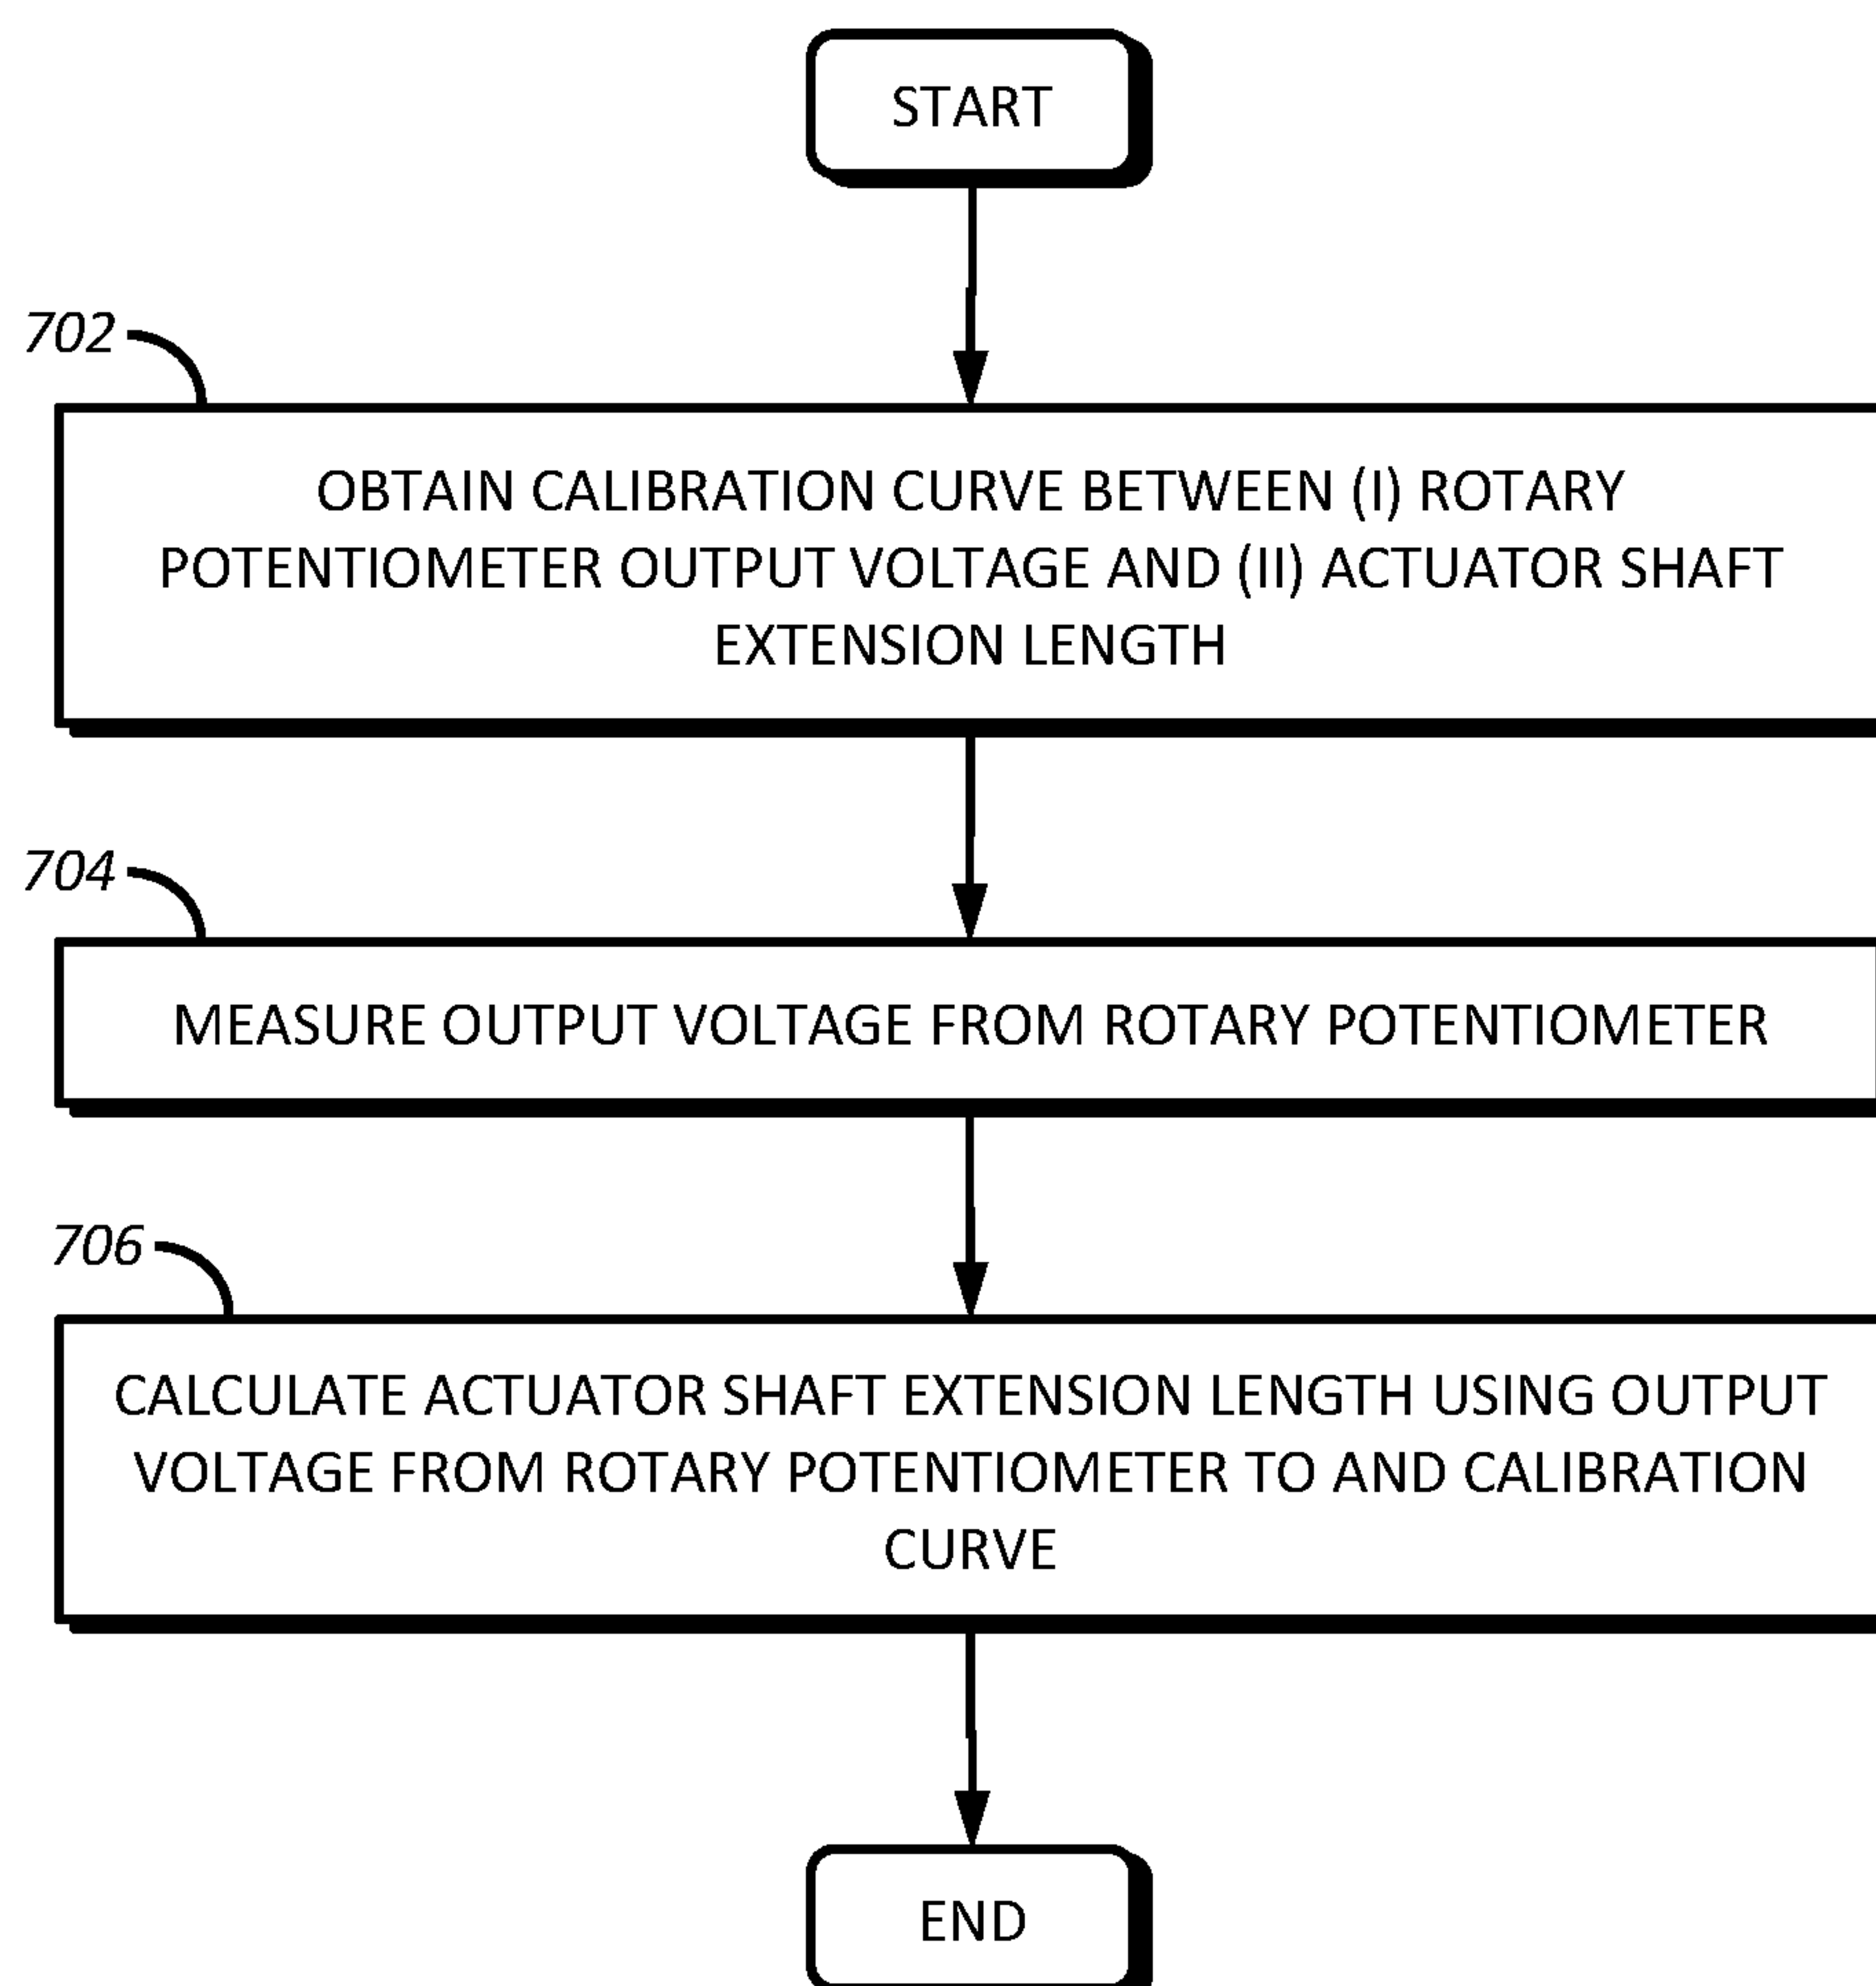 START
702
OBTAIN CALIBRATION CURVE BETWEEN (I) ROTARY
POTENTIOMETER OUTPUT VOLTAGE AND (II) ACTUATOR SHAFT
EXTENSION LENGTH
704
MEASURE OUTPUT VOLTAGE FROM ROTARY POTENTIOMETER
706
CALCULATE ACTUATOR SHAFT EXTENSION LENGTH USING OUTPUT
VOLTAGE FROM ROTARY POTENTIOMETER TO AND CALIBRATION
CURVE
END